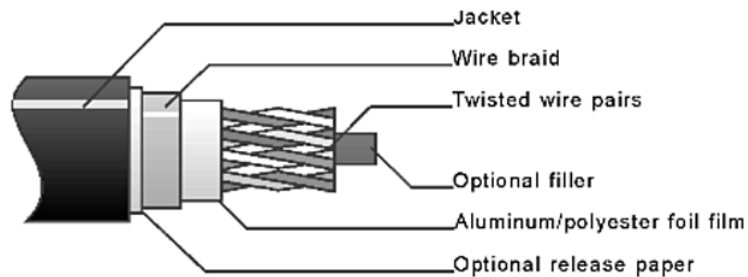 Jacket
Wire braid
Twisted wire pairs
Optional filler
Aluminum/polyester foil film
Optional release paper